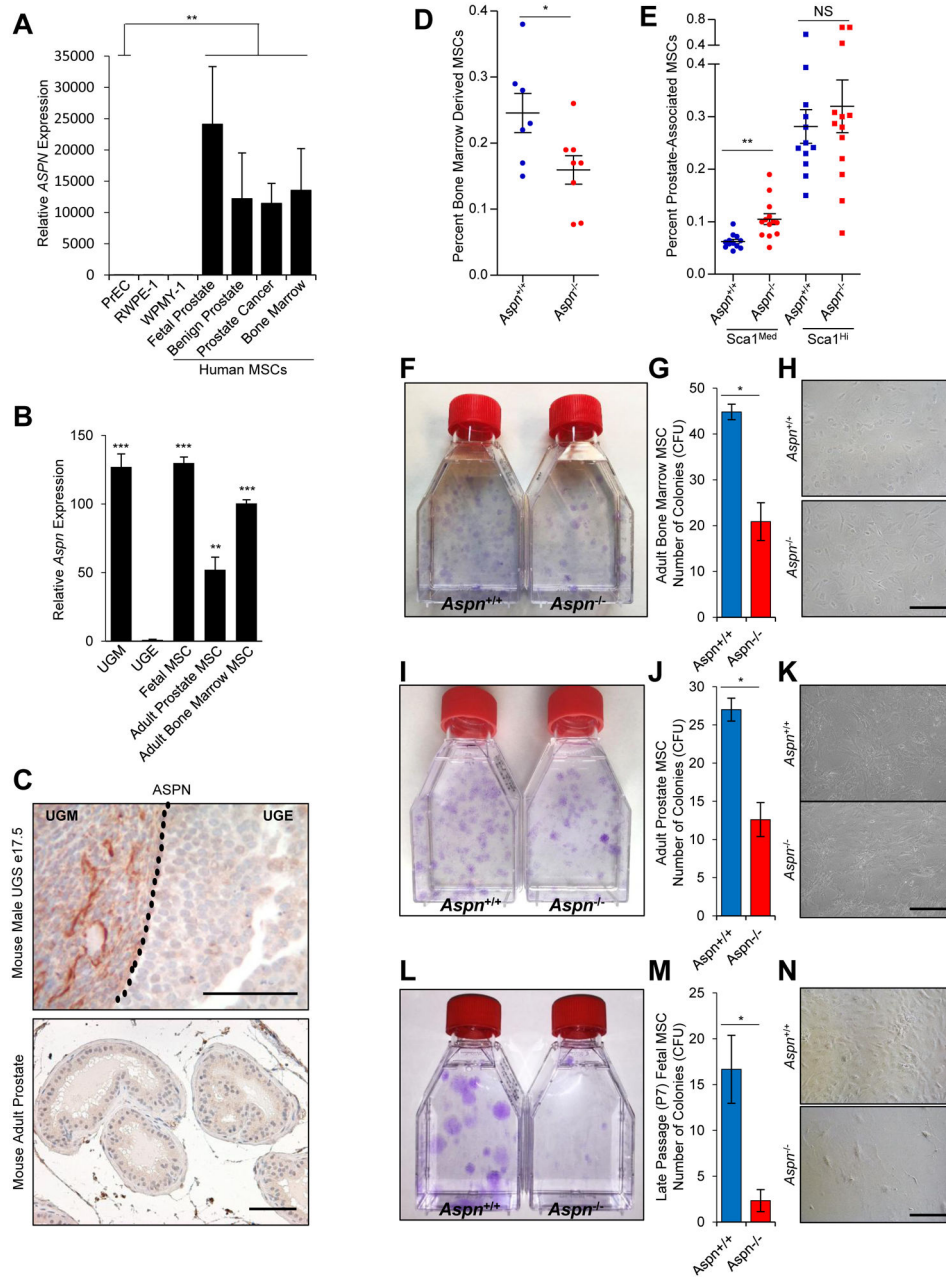 A
**
Relative ASPN Expression
35000
30000
25000
20000
15000
10000
5000
0
PrEC
RWPE-1
WPMY-1
Fetal Prostate
Benign Prostate
Prostate Cancer
Bone Marrow
Human MSCs
B
Relative Aspn Expression
150
100
50
0
***
***
**
***
UGM
UGE
Fetal MSC
Adult Prostate MSC
Adult Bone Marrow MSC
C
ASPN
Mouse Male UGS e17.5
UGM
UGE
Mouse Adult Prostate
D
Percent Bone Marrow Derived MSCs
*
0.4
0.3
0.2
0.1
0.0
Aspn+/+
Aspn-/-
E
Percent Prostate-Associated MSCs
NS
**
0.8
0.4
0.3
0.2
0.1
0.0
Aspn+/+
Aspn-/-
Aspn+/+
Aspn-/-
Sca1Med
Sca1Hi
F
Aspn+/+
Aspn-/-
G
Adult Bone Marrow MSC
Number of Colonies (CFU)
*
50
40
30
20
10
0
Aspn+/+
Aspn-/-
H
Aspn+/+
Aspn-/-
I
Aspn+/+
Aspn-/-
J
Adult Prostate MSC
Number of Colonies (CFU)
*
30
25
20
15
10
5
0
Aspn+/+
Aspn-/-
K
Aspn+/+
Aspn-/-
L
Aspn+/+
Aspn-/-
M
Late Passage (P7) Fetal MSC
Number of Colonies (CFU)
*
25
20
15
10
5
0
Aspn+/+
Aspn-/-
N
Aspn+/+
Aspn-/-